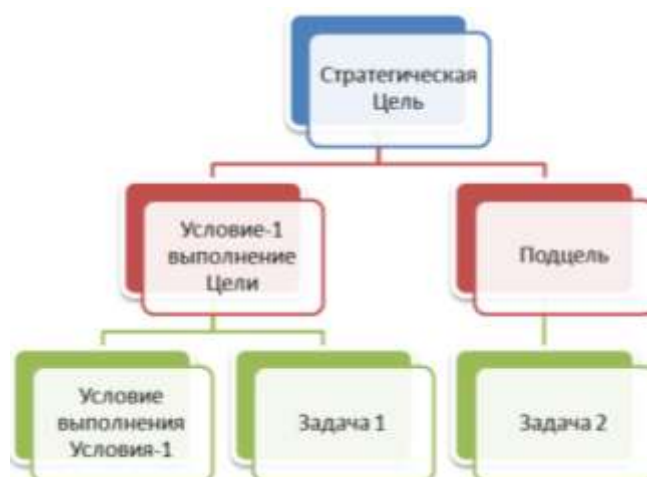 Стратегическая
Цель
Условие-1
выполнение
Цели
Подцель
Условие
выполнения
Условия-1
Задача 1
Задача 2